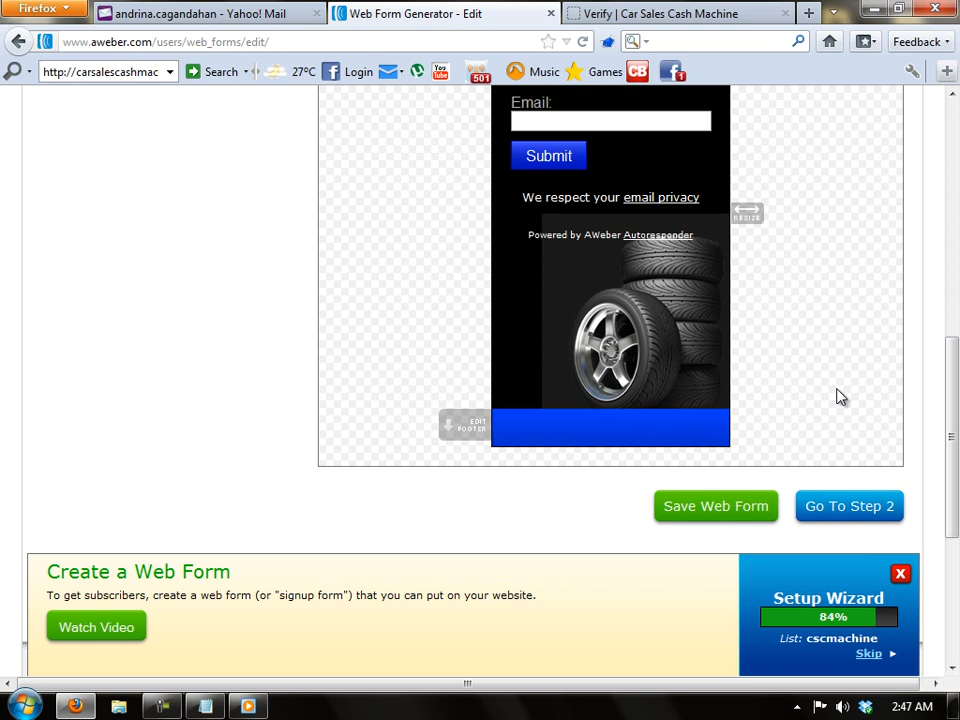 Firefox
andrina.cagandahan - Yahoo! Mail
Web Form Generator - Edit
Verify | Car Sales Cash Machine
www.aweber.com/users/web_forms/edit/
Feedback
http://carsalescashmac
Search
27°C
Login
You
Tube
501
Music
Games
CB
1
Email:
Submit
We respect your email privacy
RESIZE
Powered by AWeber Autoresponder
EDIT
FOOTER
Save Web Form
Go To Step 2
Create a Web Form
To get subscribers, create a web form (or "signup form") that you can put on your website.
Watch Video
X
Setup Wizard
84%
List: cscmachine
Skip
2:47 AM